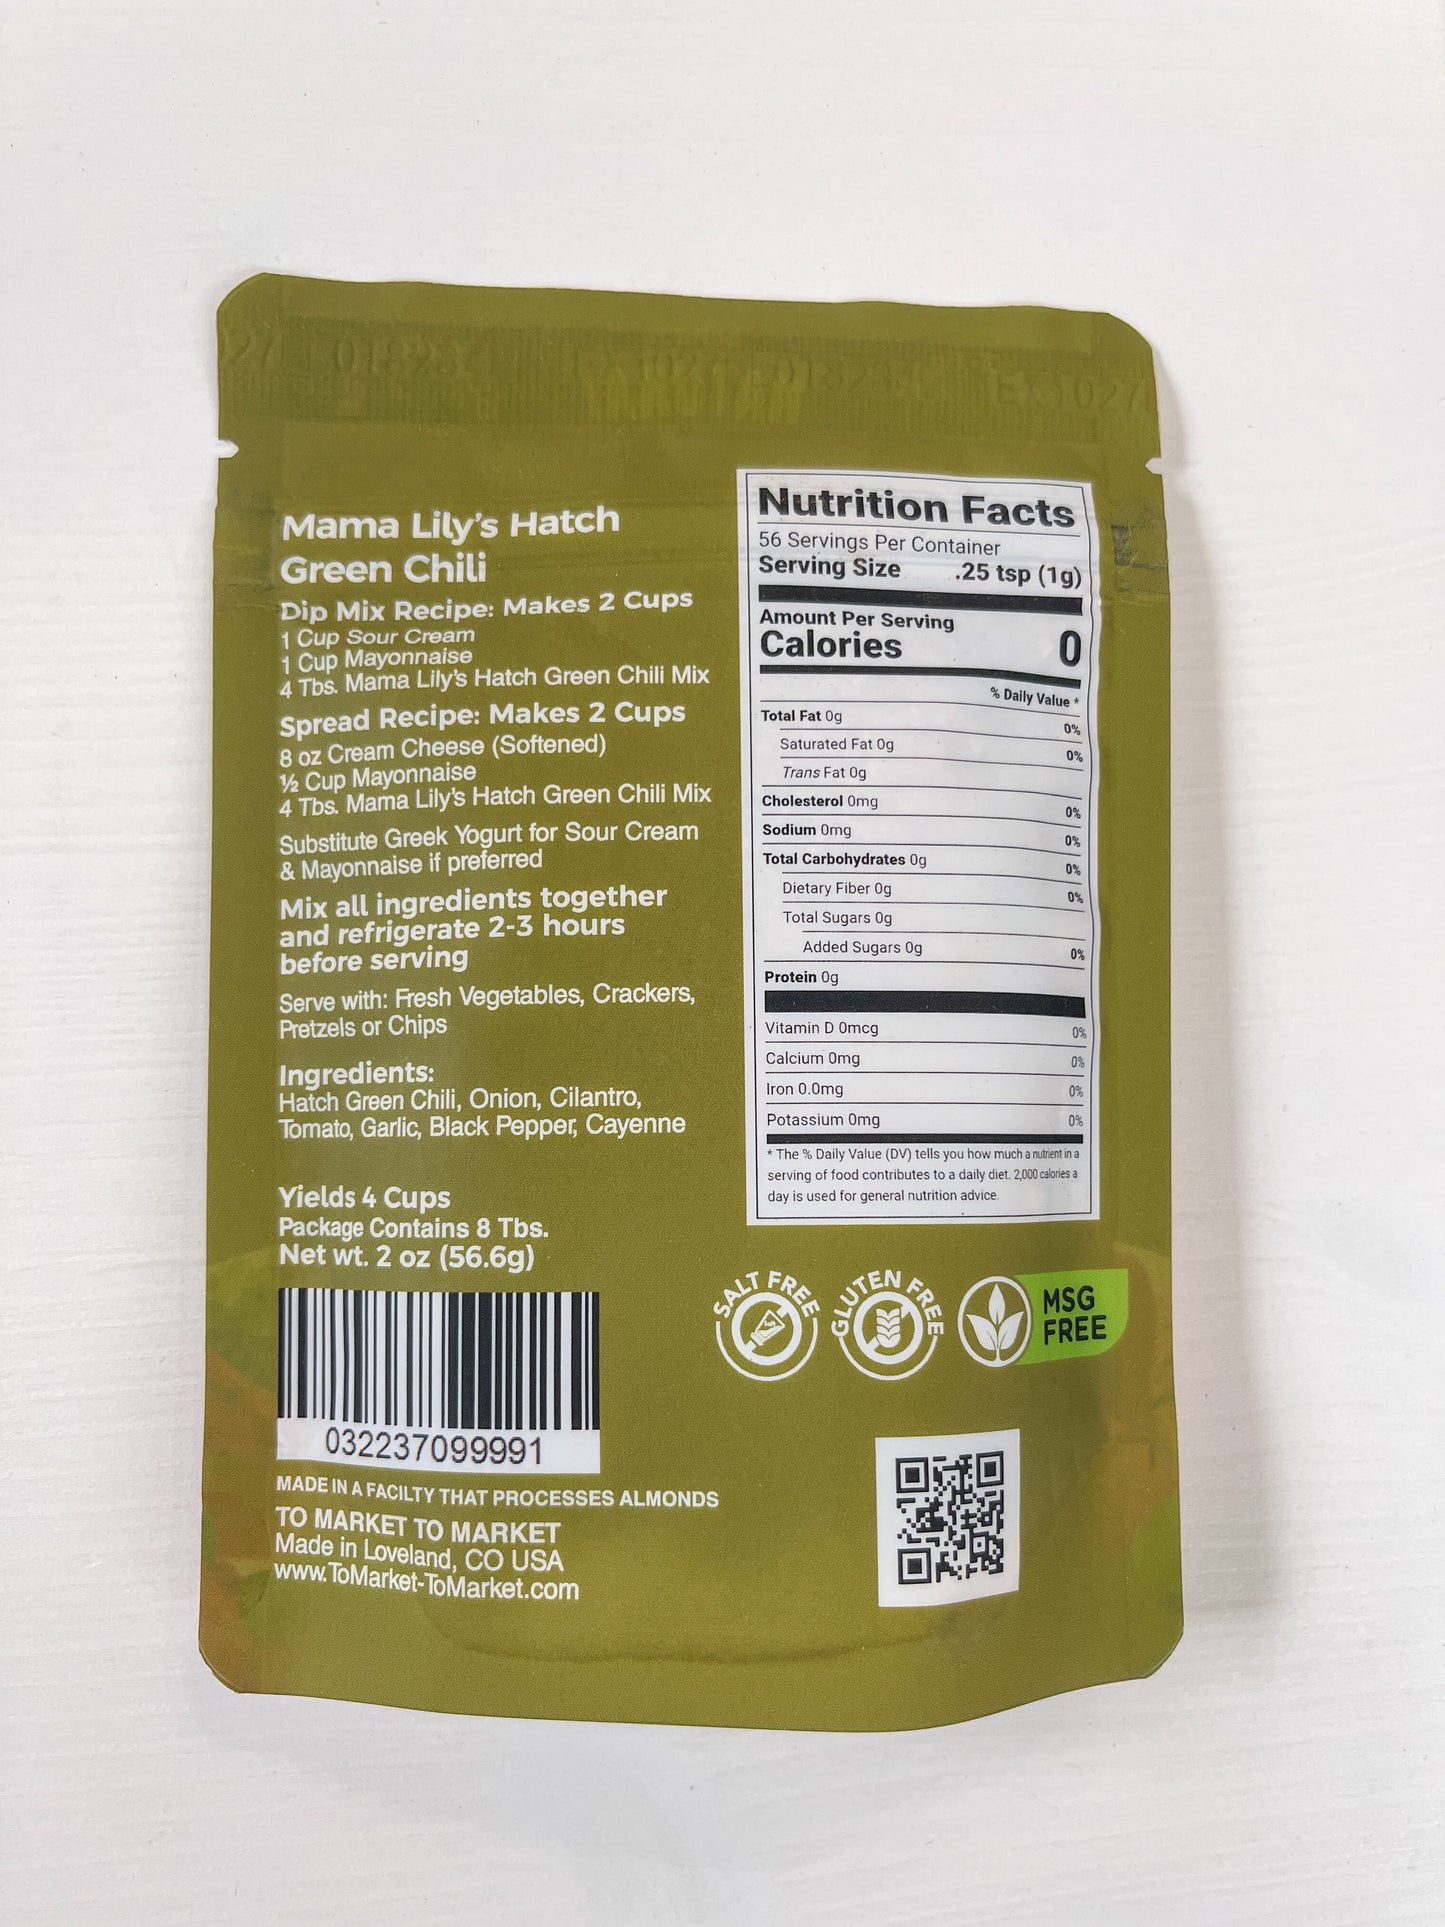 Mama Lily's Hatch
Green Chili
Dip Mix Recipe: Makes 2 Cups
1 Cup Sour Cream
1 Cup Mayonnaise
4 Tbs. Mama Lily's Hatch Green Chili Mix
Spread Recipe: Makes 2 Cups
8 oz Cream Cheese (Softened)
½ Cup Mayonnaise
4 Tbs. Mama Lily's Hatch Green Chili Mix
Substitute Greek Yogurt for Sour Cream
& Mayonnaise if preferred
Mix all ingredients together
and refrigerate 2-3 hours
before serving
Serve with: Fresh Vegetables, Crackers,
Pretzels or Chips
Ingredients:
Hatch Green Chili, Onion, Cilantro,
Tomato, Garlic, Black Pepper, Cayenne
Yields 4 Cups
Package Contains 8 Tbs.
Net wt. 2 oz (56.6g)
032237099991
MADE IN A FACILTY THAT PROCESSES ALMONDS
TO MARKET TO MARKET
Made in Loveland, CO USA
www.ToMarket-ToMarket.com
Nutrition Facts
56 Servings Per Container
Serving Size .25 tsp (1g)
Amount Per Serving
Calories 0
% Daily Value *
Total Fat 0g 0%
Saturated Fat 0g 0%
Trans Fat 0g
Cholesterol 0mg 0%
Sodium 0mg 0%
Total Carbohydrates 0g 0%
Dietary Fiber 0g 0%
Total Sugars 0g
Added Sugars 0g 0%
Protein 0g
Vitamin D 0mcg 0%
Calcium 0mg 0%
Iron 0.0mg 0%
Potassium 0mg 0%
* The % Daily Value (DV) tells you how much a nutrient in a
serving of food contributes to a daily diet. 2,000 calories a
day is used for general nutrition advice.
SALT FREE
GLUTEN FREE
MSG
FREE